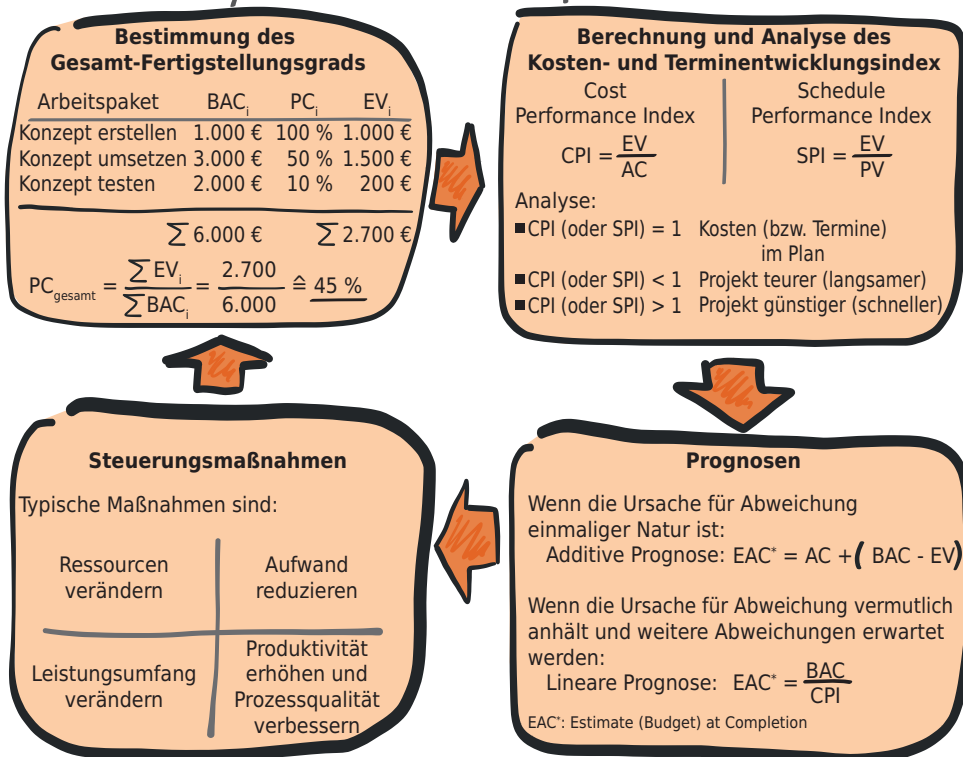 Bestimmung des
Gesamt-Fertigstellungsgrads
Arbeitspaket BACi PCi EVi
Konzept erstellen 1.000 € 100 % 1.000 €
Konzept umsetzen 3.000 € 50 % 1.500 €
Konzept testen 2.000 € 10 % 200 €
∑ 6.000 € ∑ 2.700 €
PCgesamt = ∑ EVi / ∑ BACi = 2.700 / 6.000 ≙ 45 %
Berechnung und Analyse des
Kosten- und Terminentwicklungsindex
Cost
Performance Index
CPI = EV / AC
Schedule
Performance Index
SPI = EV / PV
Analyse:
■ CPI (oder SPI) = 1 Kosten (bzw. Termine)
im Plan
■ CPI (oder SPI) < 1 Projekt teurer (langsamer)
■ CPI (oder SPI) > 1 Projekt günstiger (schneller)
Prognosen
Wenn die Ursache für Abweichung
einmaliger Natur ist:
Additive Prognose: EAC* = AC + ( BAC - EV)
Wenn die Ursache für Abweichung vermutlich
anhält und weitere Abweichungen erwartet
werden:
Lineare Prognose: EAC* = BAC / CPI
EAC*: Estimate (Budget) at Completion
Steuerungsmaßnahmen
Typische Maßnahmen sind:
Ressourcen
verändern
Aufwand
reduzieren
Leistungsumfang
verändern
Produktivität
erhöhen und
Prozessqualität
verbessern